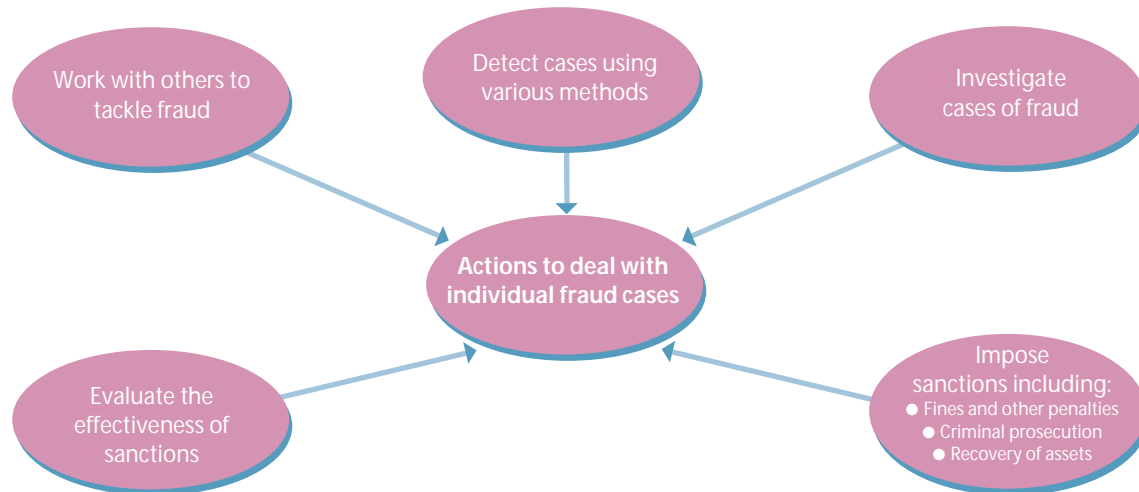 Work with others to
tackle fraud
Detect cases using
various methods
Investigate
cases of fraud
Actions to deal with
individual fraud cases
Evaluate the
effectiveness of
sanctions
Impose
sanctions including:
● Fines and other penalties
● Criminal prosecution
● Recovery of assets